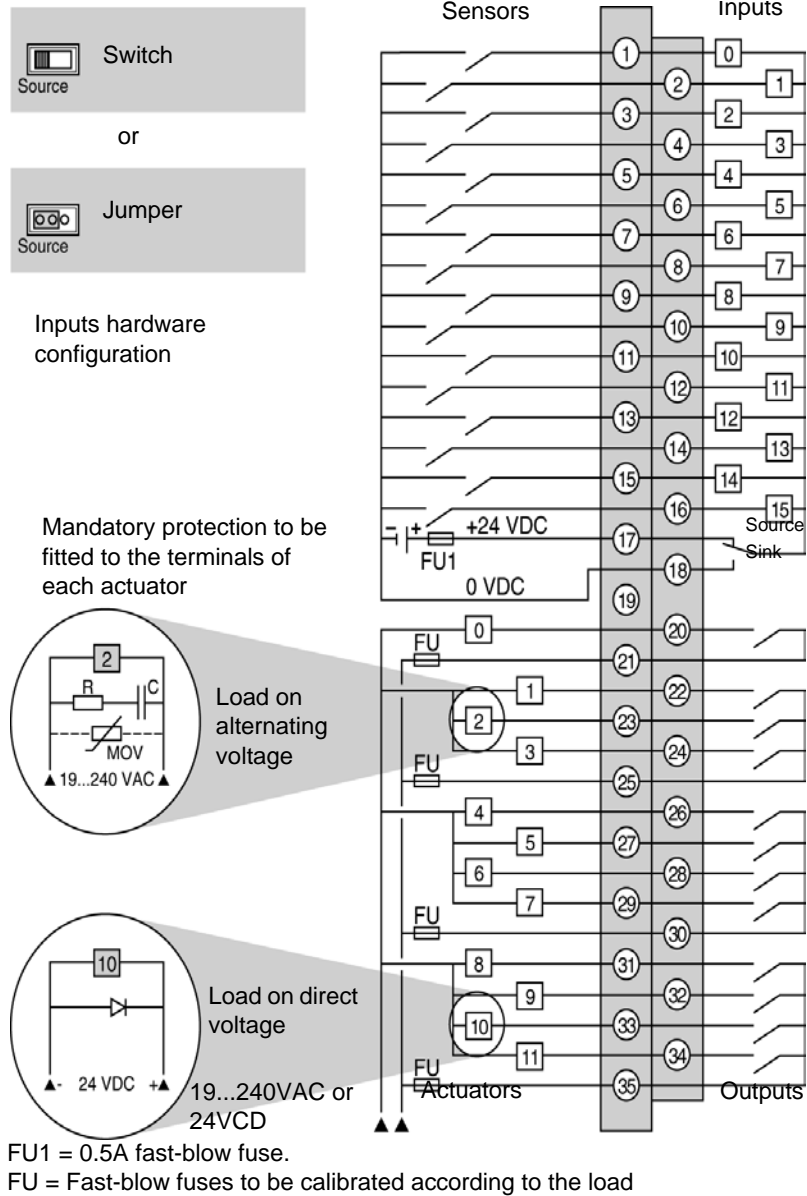 Sensors
Inputs
Switch
Source
or
Jumper
Source
Inputs hardware
configuration
1 0
2 1
3 2
4 3
5 4
6 5
7 6
8 7
9 8
10 9
11 10
12 11
13 12
14 13
15 14
16 15
- + +24 VDC 17 Source
FU1 18 Sink
0 VDC 19
Mandatory protection to be
fitted to the terminals of
each actuator
0 20
FU 21
1 22
2 23
3 24
FU 25
4 26
5 27
6 28
7 29
FU 30
8 31
9 32
10 33
11 34
FU 35
2
R C
MOV
19...240 VAC
Load on
alternating
voltage
10
- 24 VDC +
Load on direct
voltage
19...240VAC or
24VCD
Actuators
Outputs
FU1 = 0.5A fast-blow fuse.
FU = Fast-blow fuses to be calibrated according to the load